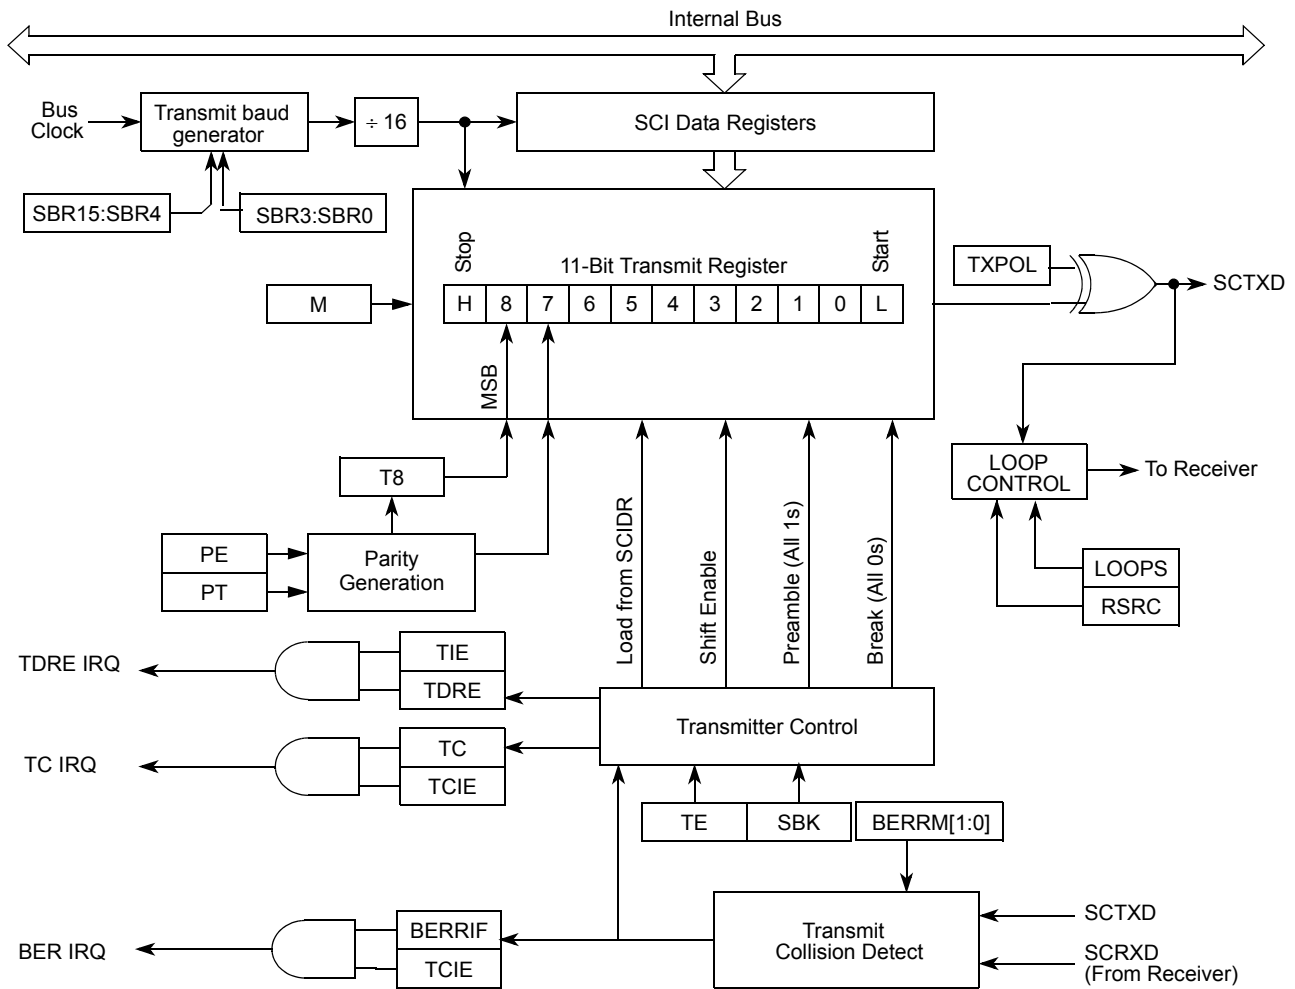 Internal Bus
Bus
Clock
Transmit baud
generator
÷ 16
SCI Data Registers
SBR15:SBR4
SBR3:SBR0
Stop
11-Bit Transmit Register
Start
H 8 7 6 5 4 3 2 1 0 L
M
MSB
TXPOL
SCTXD
LOOP
CONTROL
To Receiver
LOOPS
RSRC
T8
PE
PT
Parity
Generation
Load from SCIDR
Shift Enable
Preamble (All 1s)
Break (All 0s)
TDRE IRQ
TIE
TDRE
TC IRQ
TC
TCIE
Transmitter Control
TE
SBK
BERRM[1:0]
BER IRQ
BERRIF
TCIE
Transmit
Collision Detect
SCTXD
SCRXD
(From Receiver)